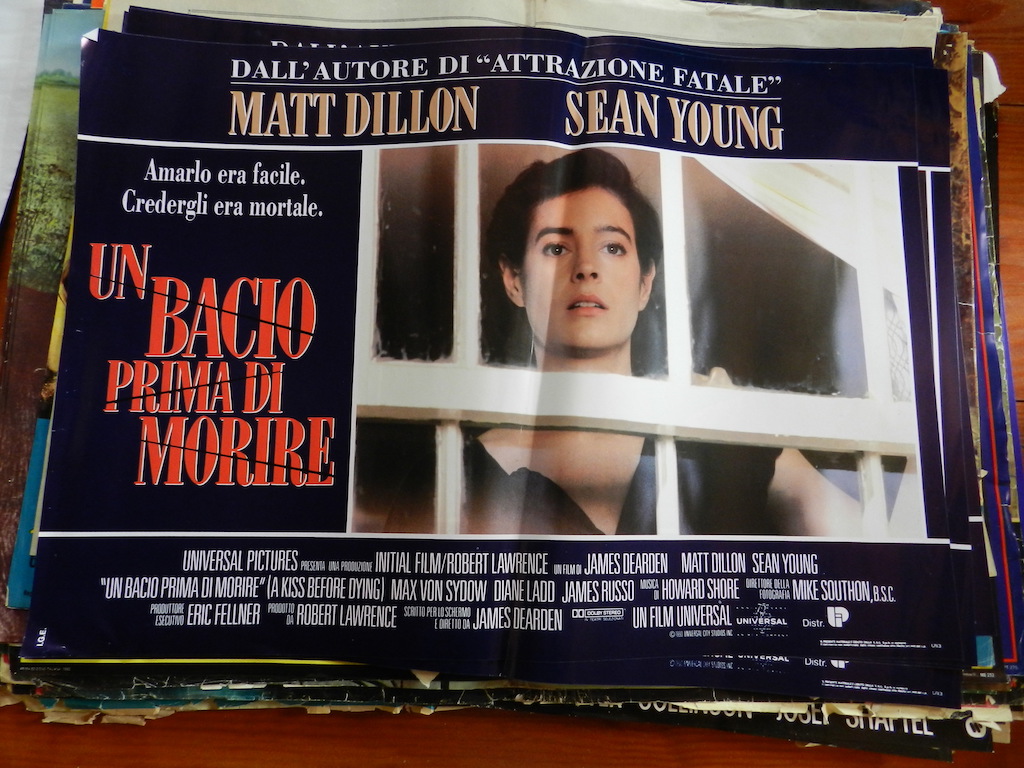 DALL'AUTORE DI “ATTRAZIONE FATALE”
MATT DILLON SEAN YOUNG
Amarlo era facile.
Credergli era mortale.
UN
BACIO
PRIMA DI
MORIRE
UNIVERSAL PICTURES PRESENTA UNA PRODUZIONE INITIAL FILM/ROBERT LAWRENCE UN FILM DI JAMES DEARDEN MATT DILLON SEAN YOUNG
“UN BACIO PRIMA DI MORIRE” (A KISS BEFORE DYING) MAX VON SYDOW DIANE LADD JAMES RUSSO MUSICA DI HOWARD SHORE DIRETTORE DELLA FOTOGRAFIA MIKE SOUTHON, B.S.C.
PRODUTTORE ESECUTIVO ERIC FELLNER PRODOTTO DA ROBERT LAWRENCE SCRITTO PER LO SCHERMO E DIRETTO DA JAMES DEARDEN DOLBY STEREO UN FILM UNIVERSAL UNIVERSAL Distr. UIP
I.G.E.
UNIVERSAL Distr.
JOSEF SHAFTEL